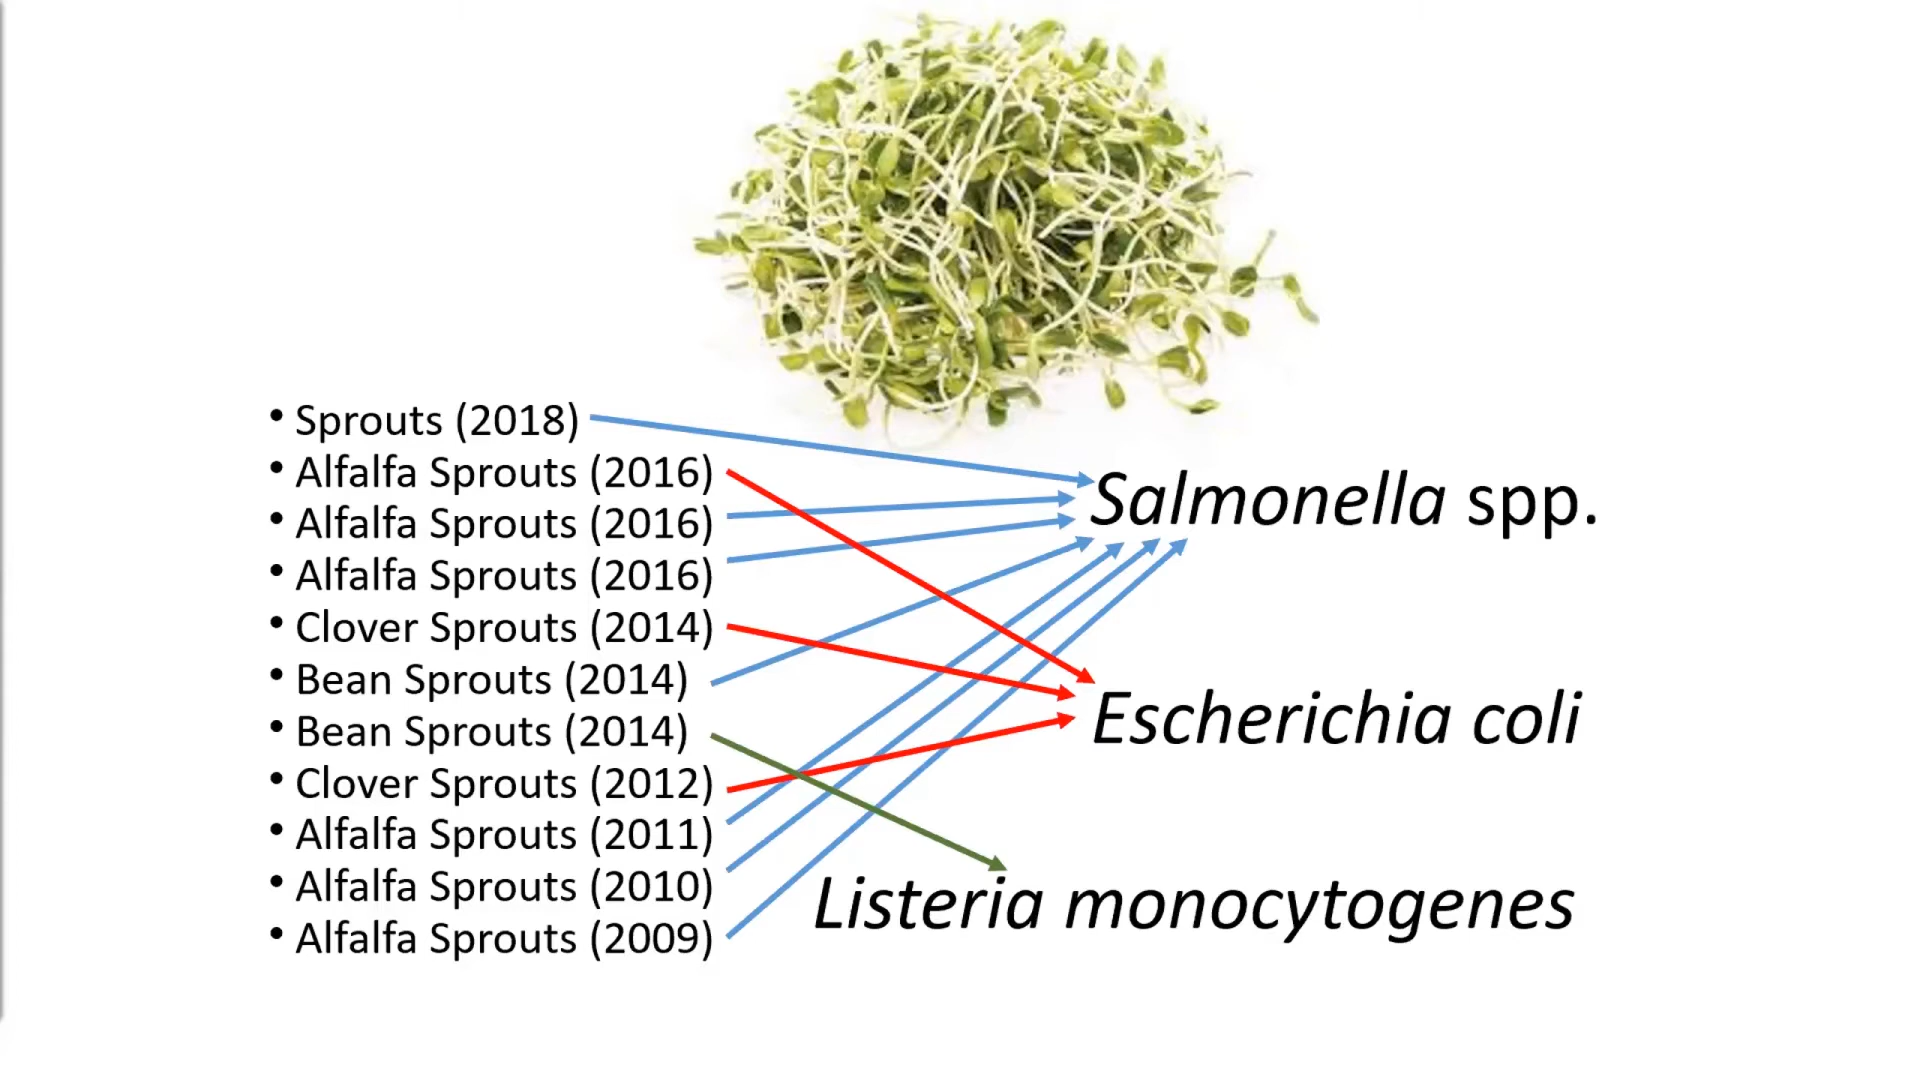 • Sprouts (2018)
• Alfalfa Sprouts (2016)
• Alfalfa Sprouts (2016)
• Alfalfa Sprouts (2016)
• Clover Sprouts (2014)
• Bean Sprouts (2014)
• Bean Sprouts (2014)
• Clover Sprouts (2012)
• Alfalfa Sprouts (2011)
• Alfalfa Sprouts (2010)
• Alfalfa Sprouts (2009)
Salmonella spp.
Escherichia coli
Listeria monocytogenes